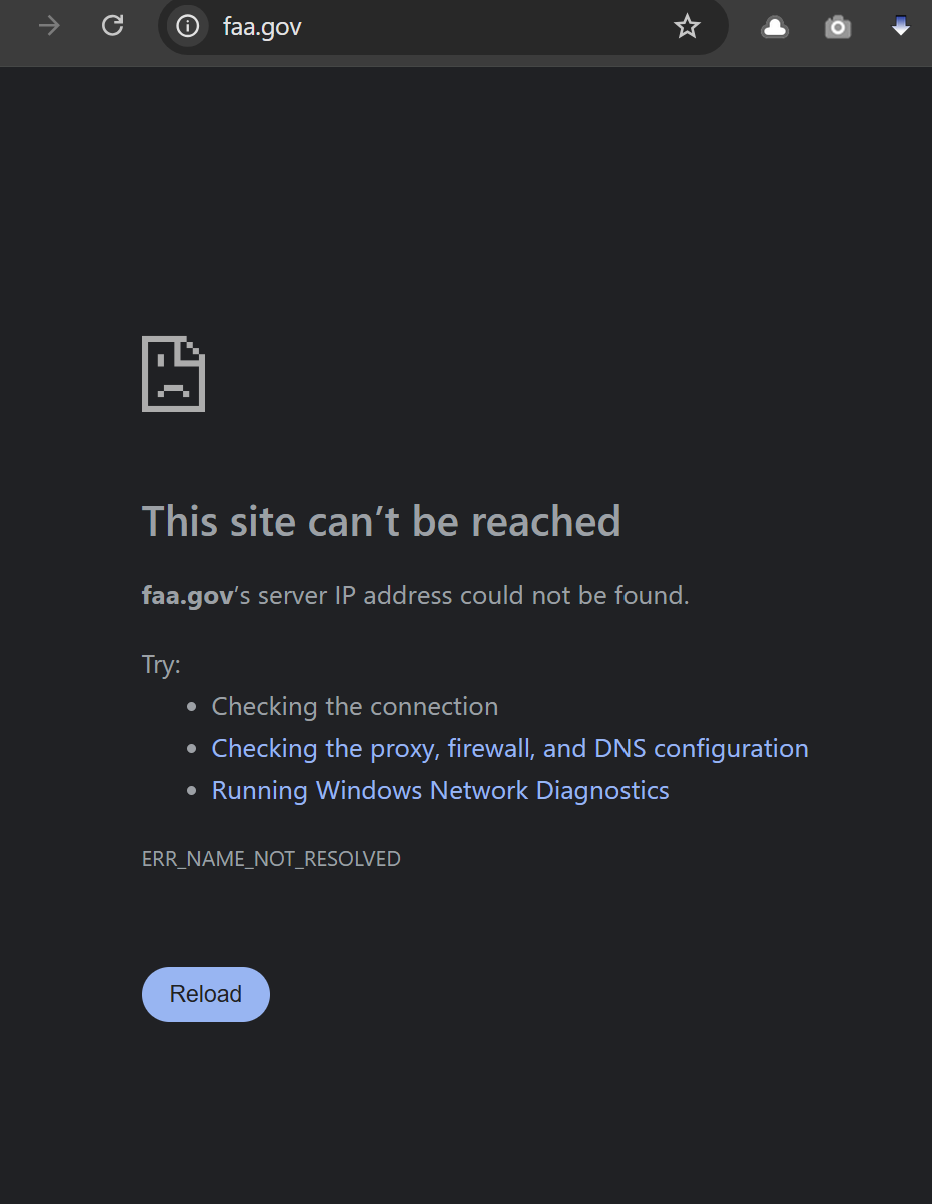 faa.gov
This site can’t be reached
faa.gov’s server IP address could not be found.
Try:
Checking the connection
Checking the proxy, firewall, and DNS configuration
Running Windows Network Diagnostics
ERR_NAME_NOT_RESOLVED
Reload